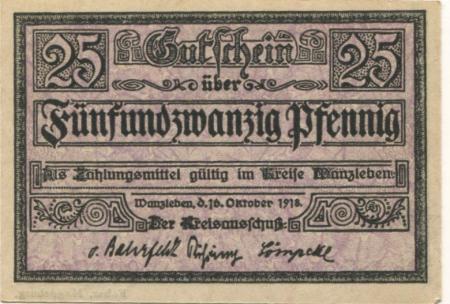 25 Gutschein 25
über
Fünfundzwanzig Pfennig
Als Zahlungsmittel gültig im Kreise Wanzleben.
Wanzleben, d. 16. Oktober 1918.
Der Kreisausschuß: